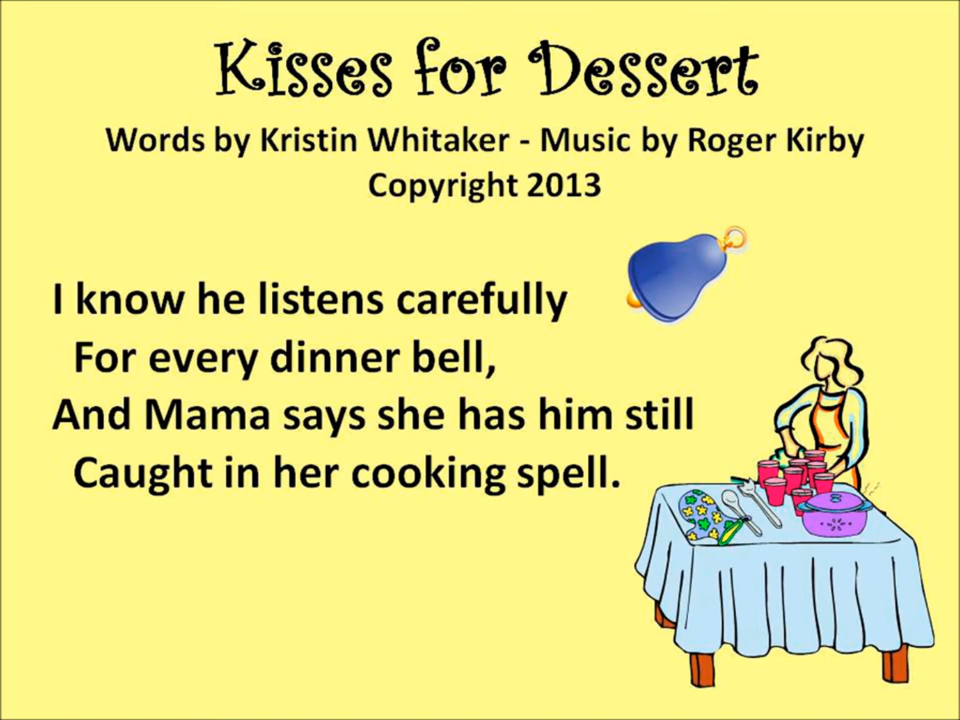 Kisses for Dessert
Words by Kristin Whitaker - Music by Roger Kirby
Copyright 2013
I know he listens carefully
For every dinner bell,
And Mama says she has him still
Caught in her cooking spell.